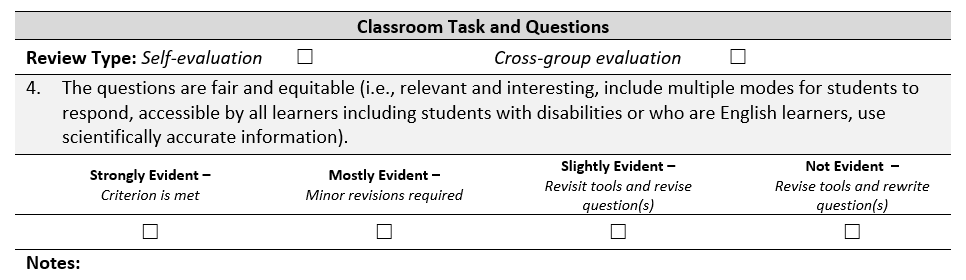 Classroom Task and Questions
Review Type: Self-evaluation ☐ Cross-group evaluation ☐
4. The questions are fair and equitable (i.e., relevant and interesting, include multiple modes for students to
respond, accessible by all learners including students with disabilities or who are English learners, use
scientifically accurate information).
Strongly Evident –
Criterion is met
Mostly Evident –
Minor revisions required
Slightly Evident –
Revisit tools and revise
question(s)
Not Evident –
Revise tools and rewrite
question(s)
☐ ☐ ☐ ☐
Notes: